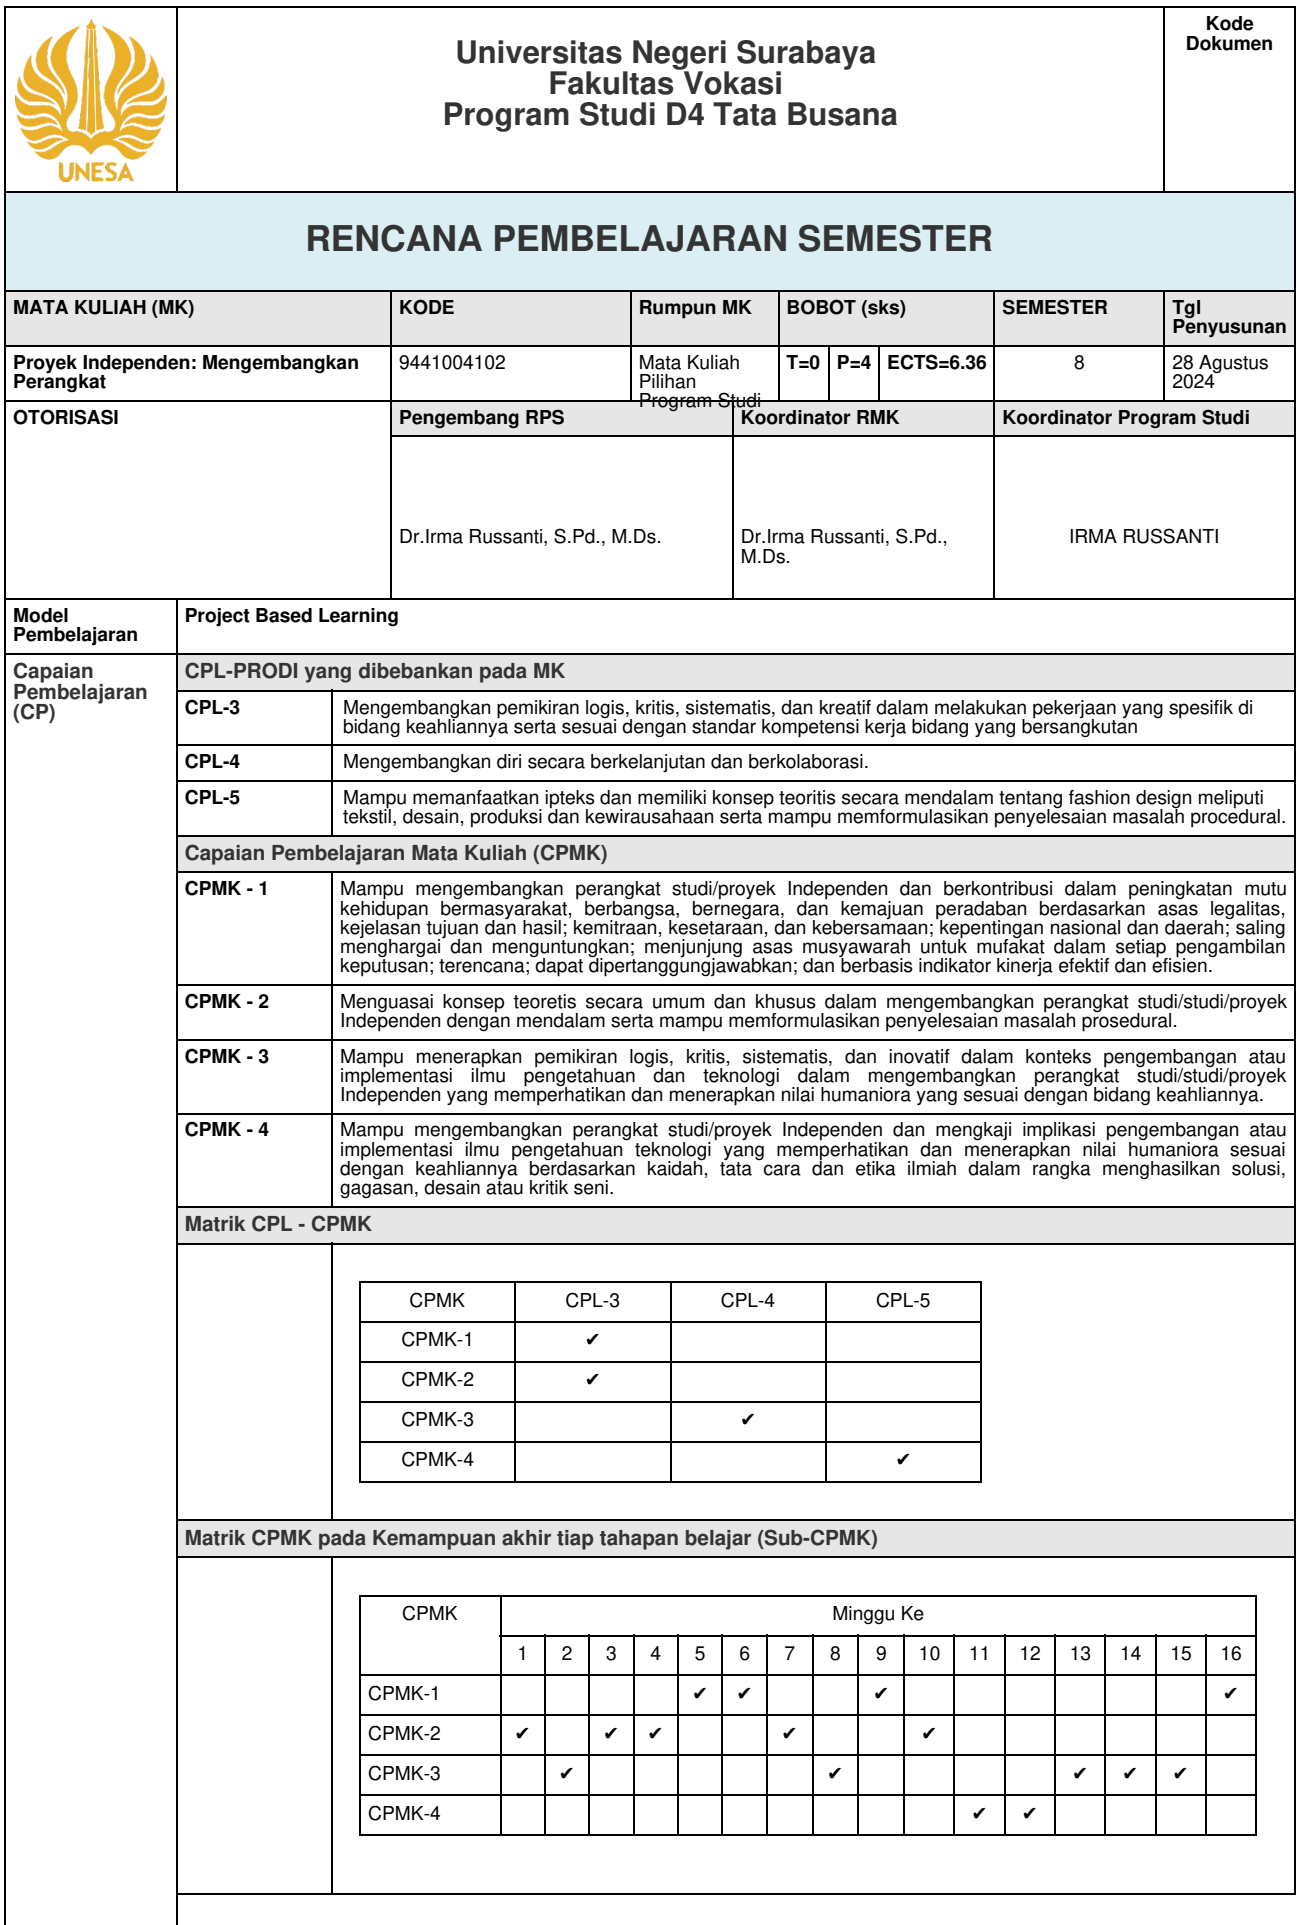 UNESA
Universitas Negeri Surabaya
Fakultas Vokasi
Program Studi D4 Tata Busana
Kode
Dokumen
RENCANA PEMBELAJARAN SEMESTER
MATA KULIAH (MK) KODE Rumpun MK BOBOT (sks) SEMESTER Tgl
Penyusunan
Proyek Independen: Mengembangkan
Perangkat
9441004102
Mata Kuliah
Pilihan
Program Studi
T=0 P=4 ECTS=6.36
8
28 Agustus
2024
OTORISASI Pengembang RPS Koordinator RMK Koordinator Program Studi
Dr.Irma Russanti, S.Pd., M.Ds.
Dr.Irma Russanti, S.Pd.,
M.Ds.
IRMA RUSSANTI
Model
Pembelajaran
Project Based Learning
Capaian
Pembelajaran
(CP)
CPL-PRODI yang dibebankan pada MK
CPL-3 Mengembangkan pemikiran logis, kritis, sistematis, dan kreatif dalam melakukan pekerjaan yang spesifik di
bidang keahliannya serta sesuai dengan standar kompetensi kerja bidang yang bersangkutan
CPL-4 Mengembangkan diri secara berkelanjutan dan berkolaborasi.
CPL-5 Mampu memanfaatkan ipteks dan memiliki konsep teoritis secara mendalam tentang fashion design meliputi
tekstil, desain, produksi dan kewirausahaan serta mampu memformulasikan penyelesaian masalah procedural.
Capaian Pembelajaran Mata Kuliah (CPMK)
CPMK - 1 Mampu mengembangkan perangkat studi/proyek Independen dan berkontribusi dalam peningkatan mutu
kehidupan bermasyarakat, berbangsa, bernegara, dan kemajuan peradaban berdasarkan asas legalitas,
kejelasan tujuan dan hasil; kemitraan, kesetaraan, dan kebersamaan; kepentingan nasional dan daerah; saling
menghargai dan menguntungkan; menjunjung asas musyawarah untuk mufakat dalam setiap pengambilan
keputusan; terencana; dapat dipertanggungjawabkan; dan berbasis indikator kinerja efektif dan efisien.
CPMK - 2 Menguasai konsep teoretis secara umum dan khusus dalam mengembangkan perangkat studi/studi/proyek
Independen dengan mendalam serta mampu memformulasikan penyelesaian masalah prosedural.
CPMK - 3 Mampu menerapkan pemikiran logis, kritis, sistematis, dan inovatif dalam konteks pengembangan atau
implementasi ilmu pengetahuan dan teknologi dalam mengembangkan perangkat studi/studi/proyek
Independen yang memperhatikan dan menerapkan nilai humaniora yang sesuai dengan bidang keahliannya.
CPMK - 4 Mampu mengembangkan perangkat studi/proyek Independen dan mengkaji implikasi pengembangan atau
implementasi ilmu pengetahuan teknologi yang memperhatikan dan menerapkan nilai humaniora sesuai
dengan keahliannya berdasarkan kaidah, tata cara dan etika ilmiah dalam rangka menghasilkan solusi,
gagasan, desain atau kritik seni.
Matrik CPL - CPMK
CPMK CPL-3 CPL-4 CPL-5
CPMK-1 ✔
CPMK-2 ✔
CPMK-3 ✔
CPMK-4 ✔
Matrik CPMK pada Kemampuan akhir tiap tahapan belajar (Sub-CPMK)
CPMK Minggu Ke
1 2 3 4 5 6 7 8 9 10 11 12 13 14 15 16
CPMK-1 ✔ ✔ ✔ ✔
CPMK-2 ✔ ✔ ✔ ✔ ✔
CPMK-3 ✔ ✔ ✔ ✔ ✔
CPMK-4 ✔ ✔